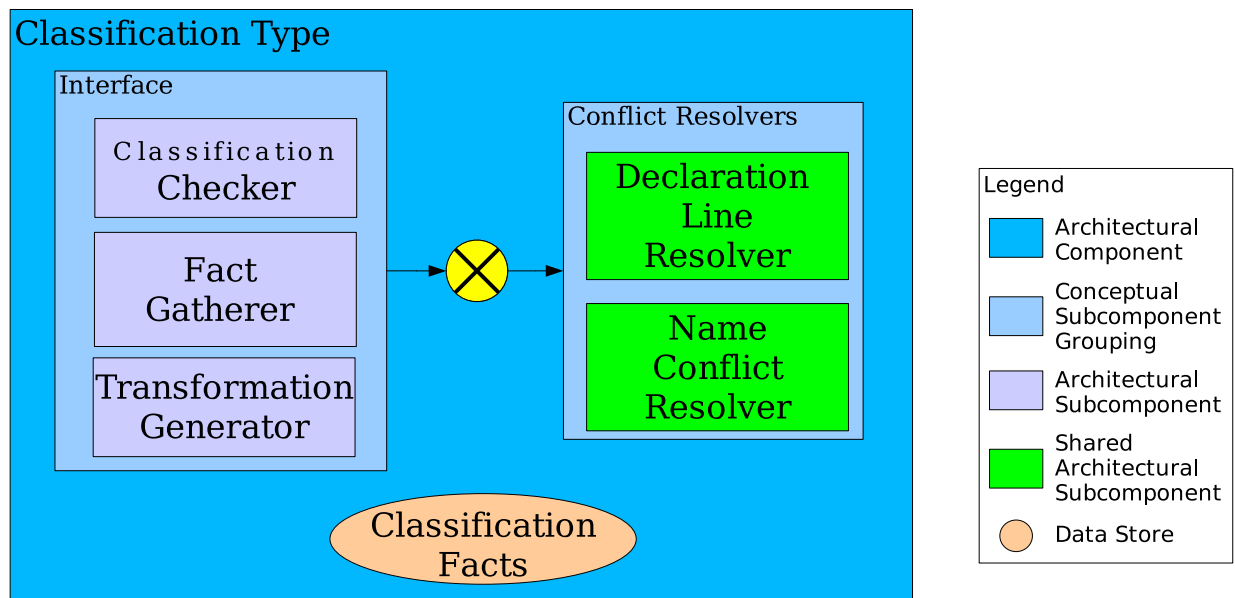 Classification Type
Interface
Classification
Checker
Fact
Gatherer
Transformation
Generator
Conflict Resolvers
Declaration
Line
Resolver
Name
Conflict
Resolver
Classification
Facts
Legend
Architectural
Component
Conceptual
Subcomponent
Grouping
Architectural
Subcomponent
Shared
Architectural
Subcomponent
Data Store